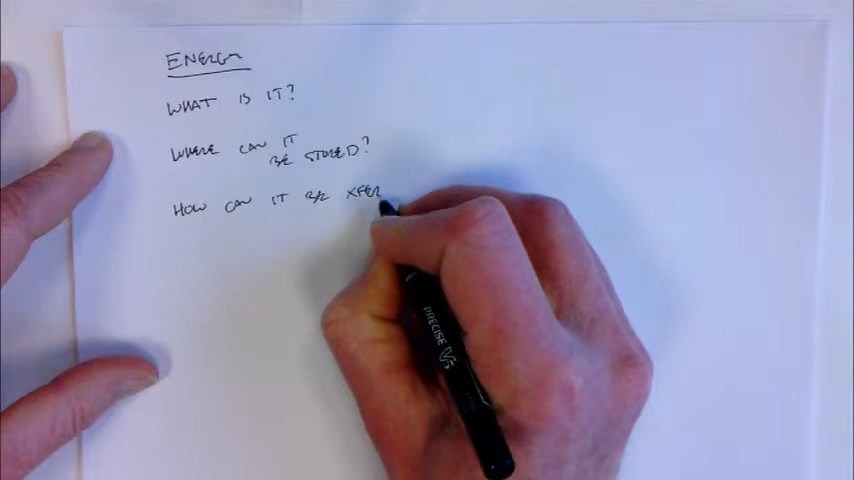 ENERGY
WHAT IS IT?
WHERE CAN IT
BE STORED?
HOW CAN IT BE XFER
PRECISE V5